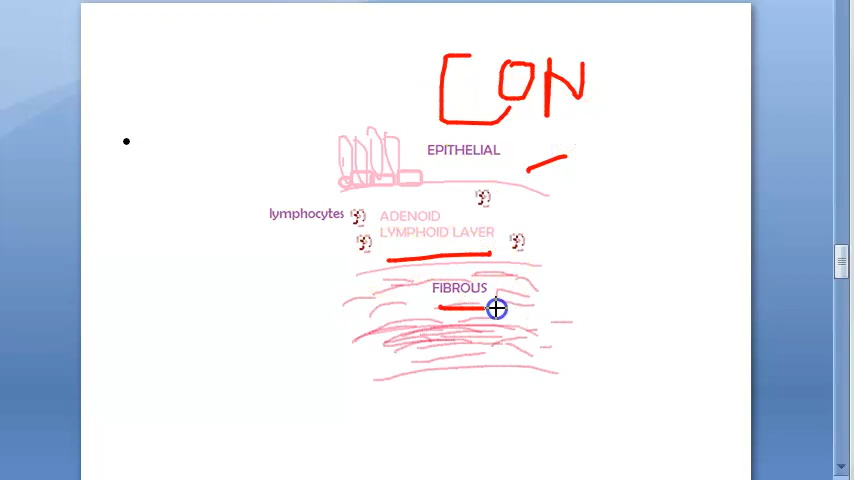 CON
EPITHELIAL
lymphocytes
ADENOID
LYMPHOID LAYER
FIBROUS